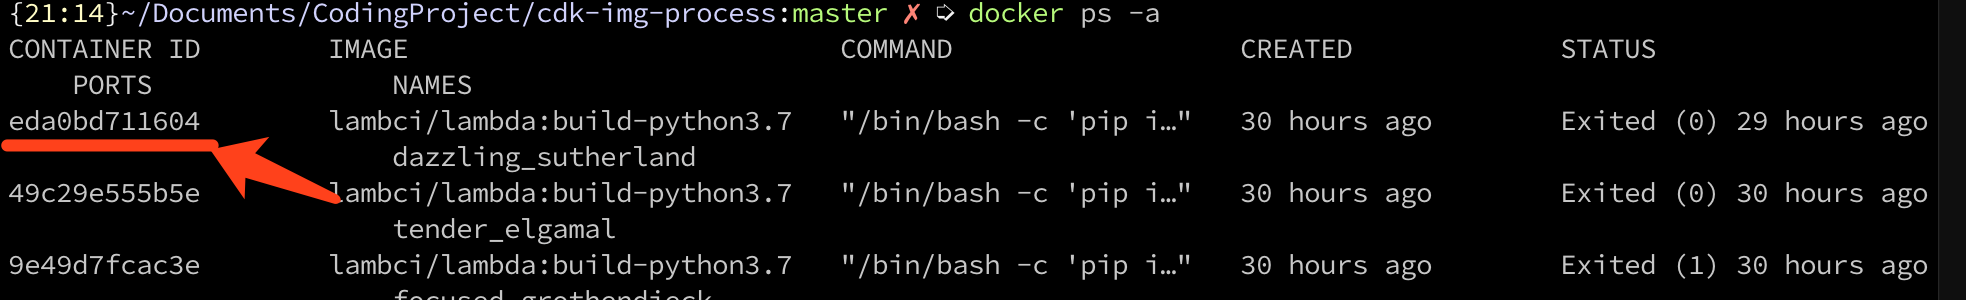 {21:14}~/Documents/CodingProject/cdk-img-process:master ✗ ➭ docker ps -a
CONTAINER ID IMAGE COMMAND CREATED STATUS
PORTS NAMES
eda0bd711604 lambci/lambda:build-python3.7 "/bin/bash -c 'pip i…" 30 hours ago Exited (0) 29 hours ago
dazzling_sutherland
49c29e555b5e lambci/lambda:build-python3.7 "/bin/bash -c 'pip i…" 30 hours ago Exited (0) 30 hours ago
tender_elgamal
9e49d7fcac3e lambci/lambda:build-python3.7 "/bin/bash -c 'pip i…" 30 hours ago Exited (1) 30 hours ago
focused_grothendieck